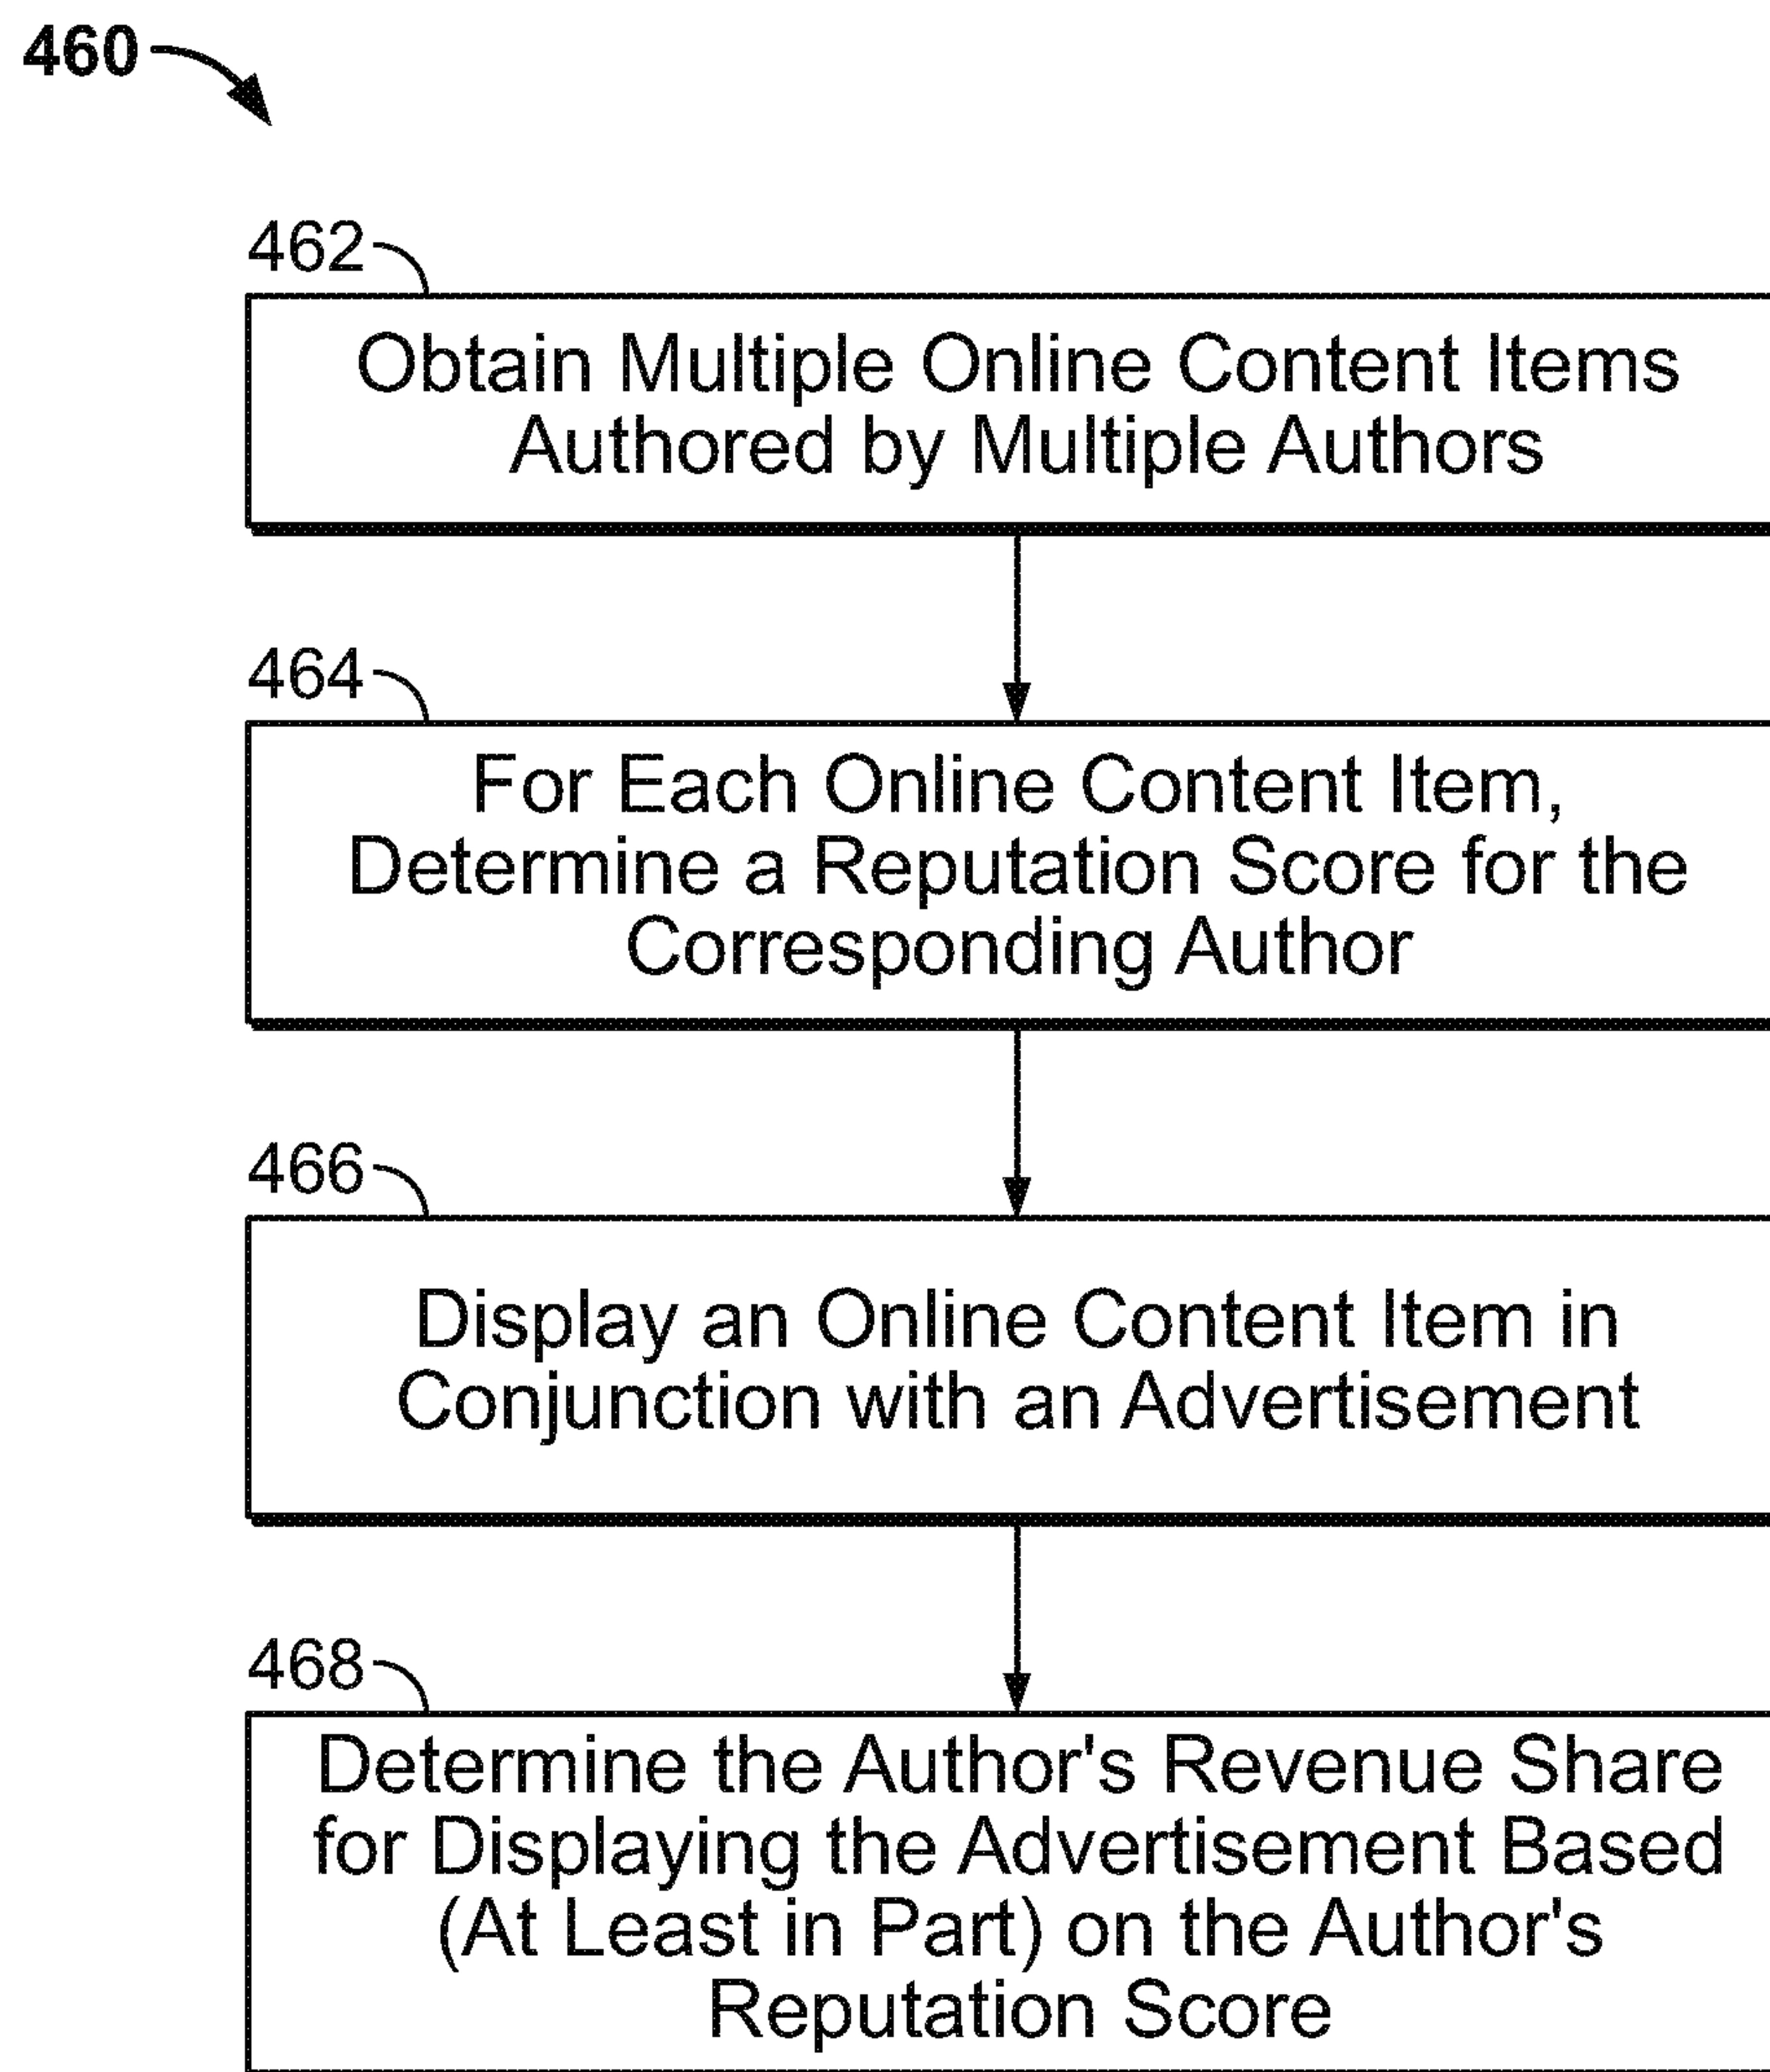 460
462
Obtain Multiple Online Content Items
Authored by Multiple Authors
464
For Each Online Content Item,
Determine a Reputation Score for the
Corresponding Author
466
Display an Online Content Item in
Conjunction with an Advertisement
468
Determine the Author's Revenue Share
for Displaying the Advertisement Based
(At Least in Part) on the Author's
Reputation Score